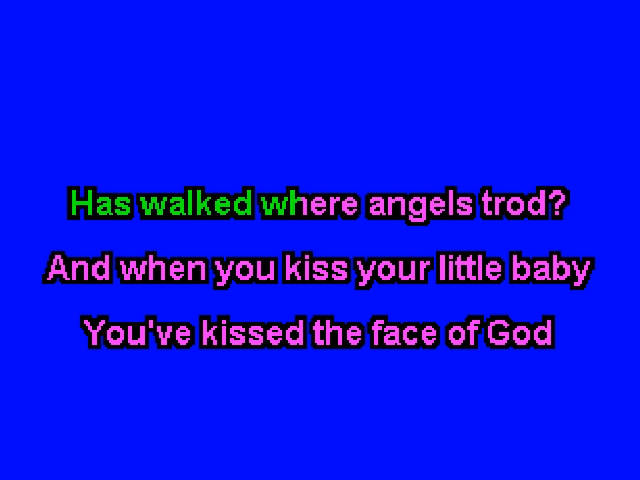 Has walked where angels trod?
And when you kiss your little baby
You've kissed the face of God